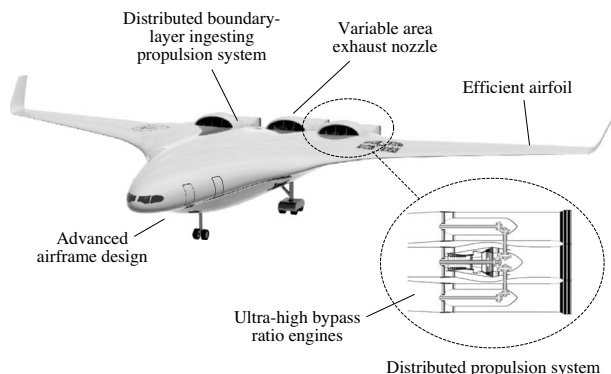 Distributed boundary-
layer ingesting
propulsion system
Variable area
exhaust nozzle
Efficient airfoil
Advanced
airframe design
Ultra-high bypass
ratio engines
Distributed propulsion system